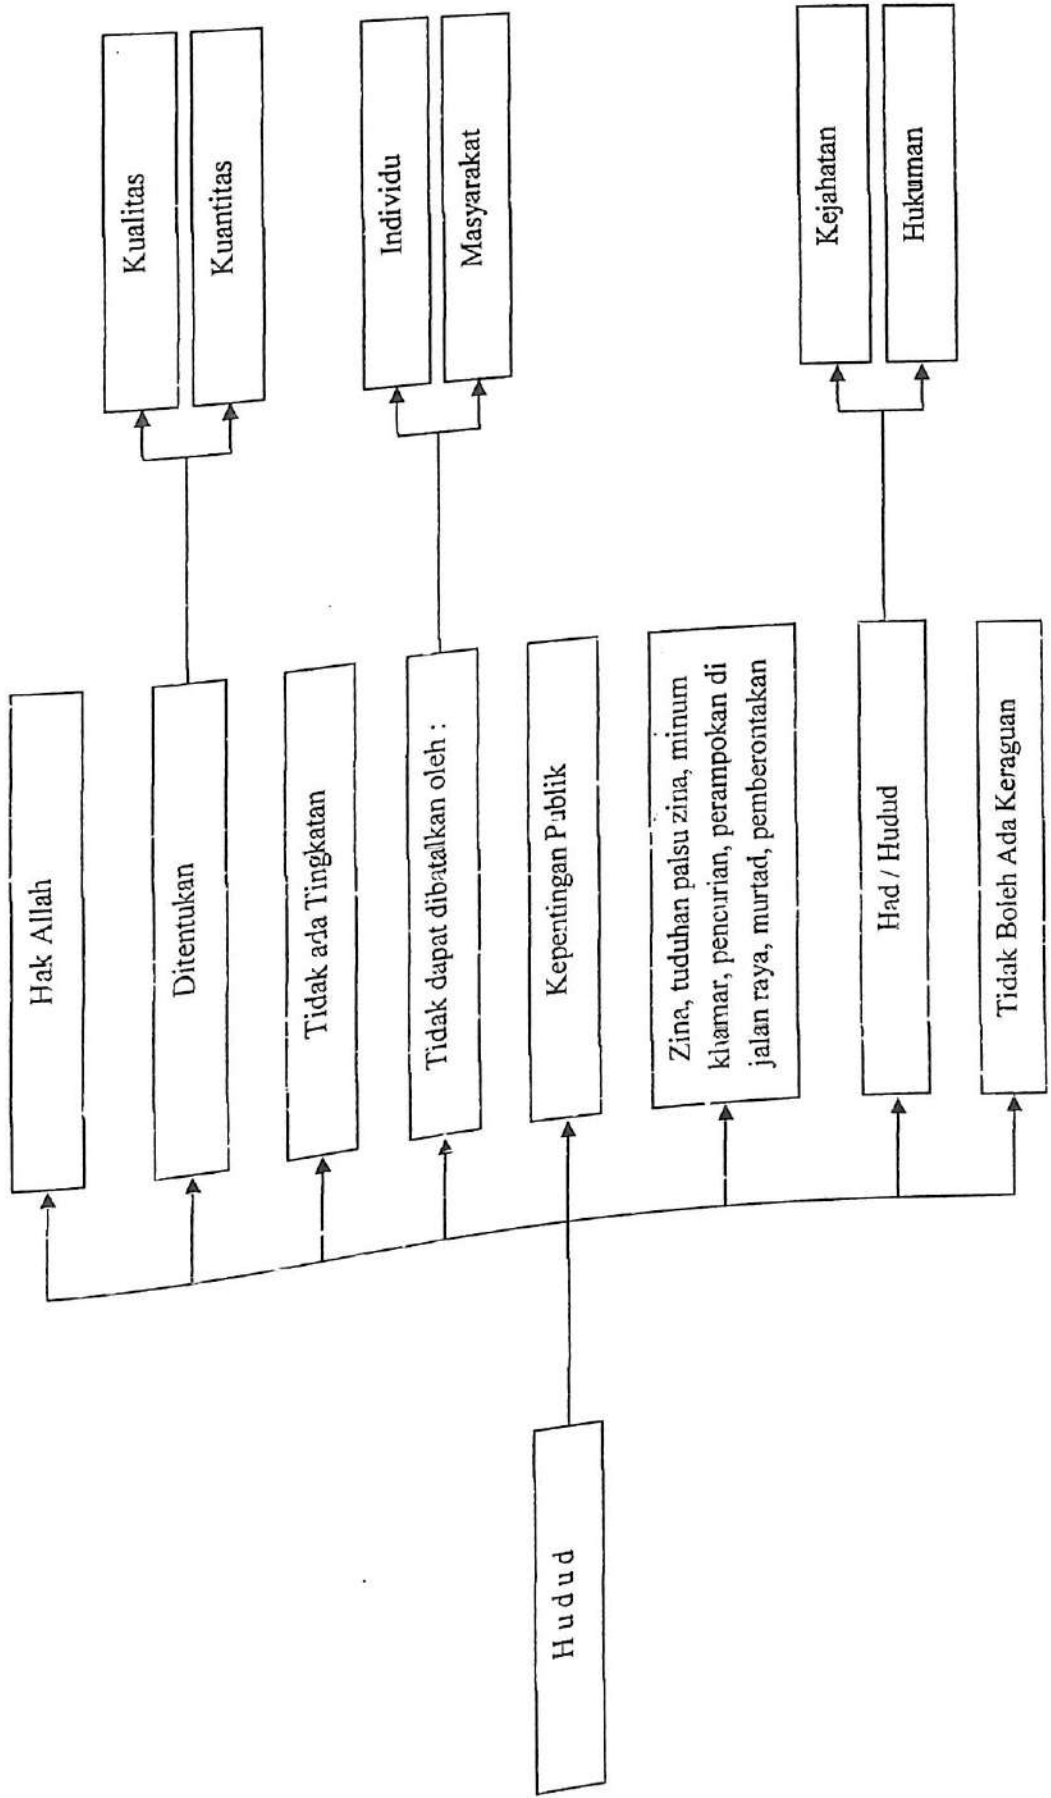 Hudud
Hak Allah
Ditentukan
Kualitas
Kuantitas
Tidak ada Tingkatan
Tidak dapat dibatalkan oleh :
Individu
Masyarakat
Kepentingan Publik
Zina, tuduhan palsu zina, minum
khamar, pencurian, perampokan di
jalan raya, murtad, pemberontakan
Had / Hudud
Kejahatan
Hukuman
Tidak Boleh Ada Keraguan